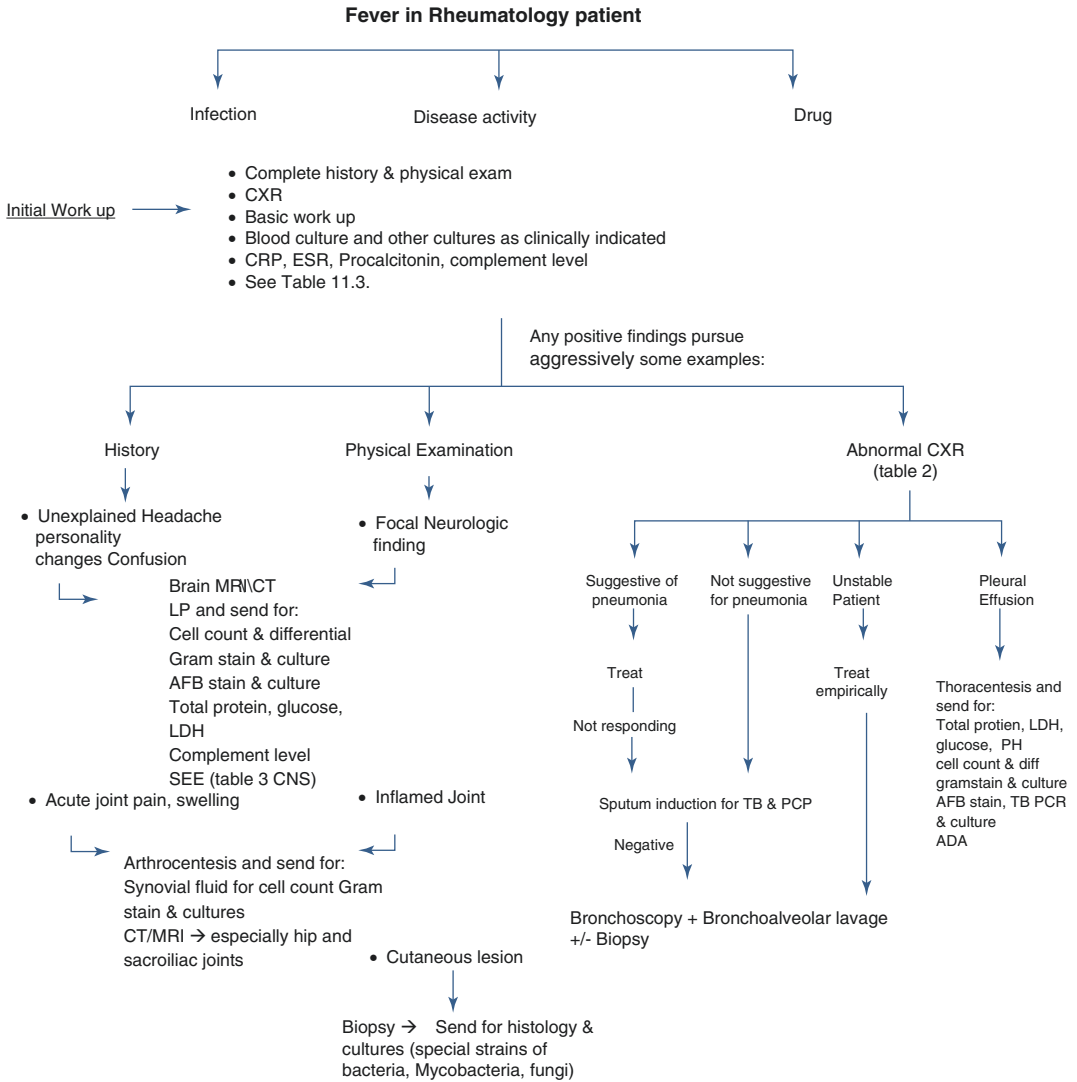 Fever in Rheumatology patient
Infection
Disease activity
Drug
Initial Work up
• Complete history & physical exam
• CXR
• Basic work up
• Blood culture and other cultures as clinically indicated
• CRP, ESR, Procalcitonin, complement level
• See Table 11.3.
Any positive findings pursue
aggressively some examples:
History
Physical Examination
Abnormal CXR
(table 2)
• Unexplained Headache
personality
changes Confusion
• Focal Neurologic
finding
Brain MRI\CT
LP and send for:
Cell count & differential
Gram stain & culture
AFB stain & culture
Total protein, glucose,
LDH
Complement level
SEE (table 3 CNS)
• Acute joint pain, swelling
• Inflamed Joint
Arthrocentesis and send for:
Synovial fluid for cell count Gram
stain & cultures
CT/MRI → especially hip and
sacroiliac joints
• Cutaneous lesion
Biopsy → Send for histology &
cultures (special strains of
bacteria, Mycobacteria, fungi)
Suggestive of
pneumonia
Treat
Not responding
Not suggestive
for pneumonia
Sputum induction for TB & PCP
Negative
Unstable
Patient
Treat
empirically
Bronchoscopy + Bronchoalveolar lavage
+/- Biopsy
Pleural
Effusion
Thoracentesis and
send for:
Total protien, LDH,
glucose, PH
cell count & diff
gramstain & culture
AFB stain, TB PCR
& culture
ADA